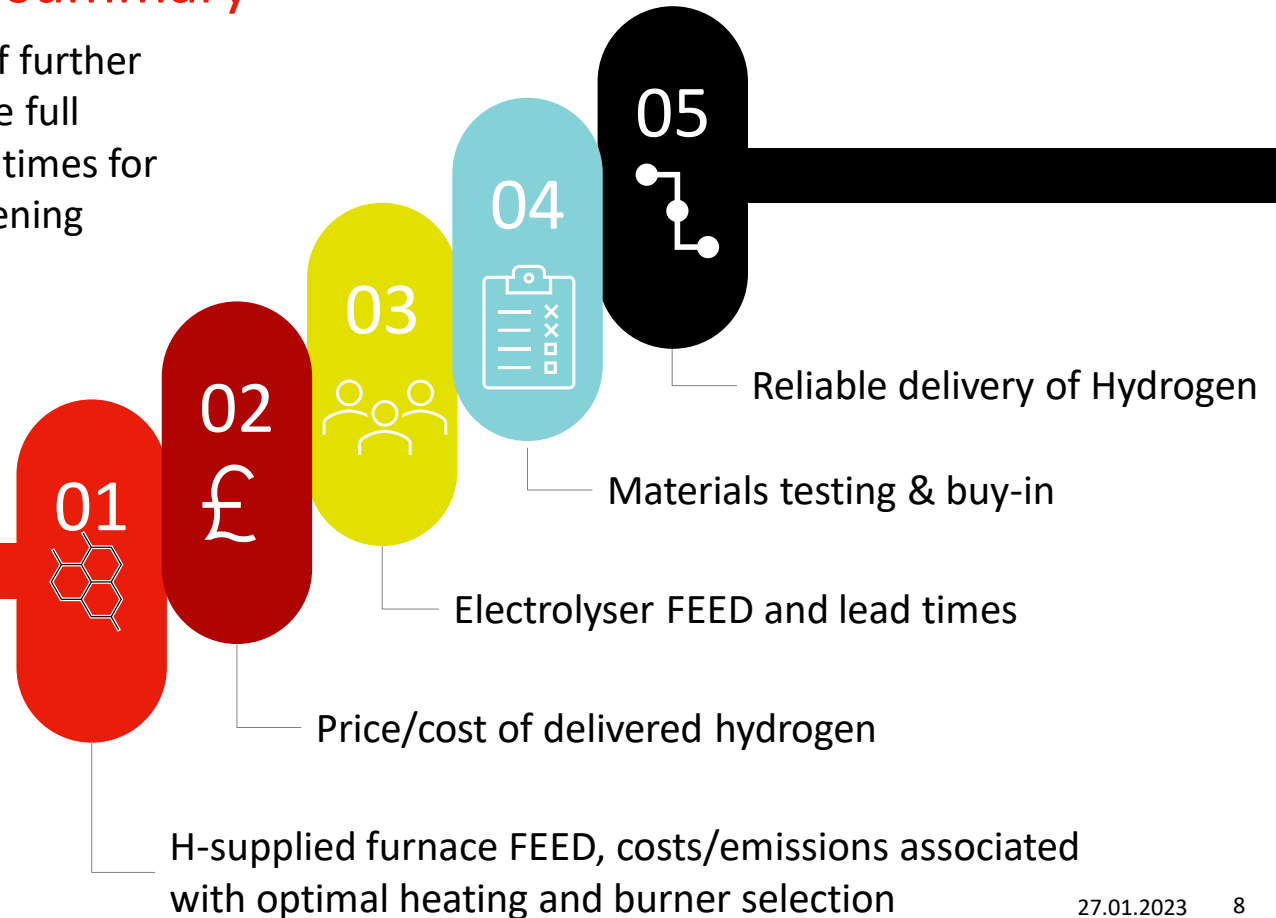 Summary
f further
e full
times for
ening
05
04
03
02
£
01
Reliable delivery of Hydrogen
Materials testing & buy-in
Electrolyser FEED and lead times
Price/cost of delivered hydrogen
H-supplied furnace FEED, costs/emissions associated
with optimal heating and burner selection
27.01.2023 8